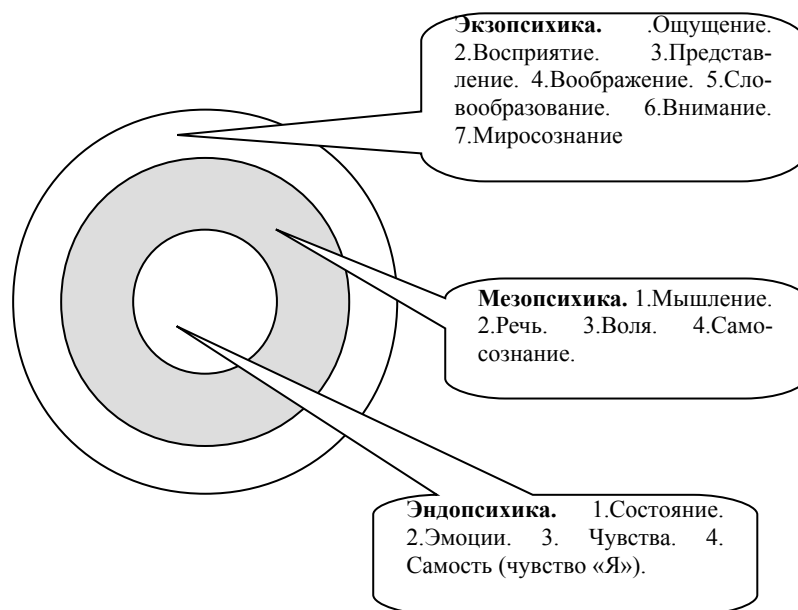 Экзопсихика. .Ощущение.
2.Восприятие. 3.Представ-
ление. 4.Воображение. 5.Сло-
вообразование. 6.Внимание.
7.Миросознание
Мезопсихика. 1.Мышление.
2.Речь. 3.Воля. 4.Само-
сознание.
Эндопсихика. 1.Состояние.
2.Эмоции. 3. Чувства. 4.
Самость (чувство «Я»).